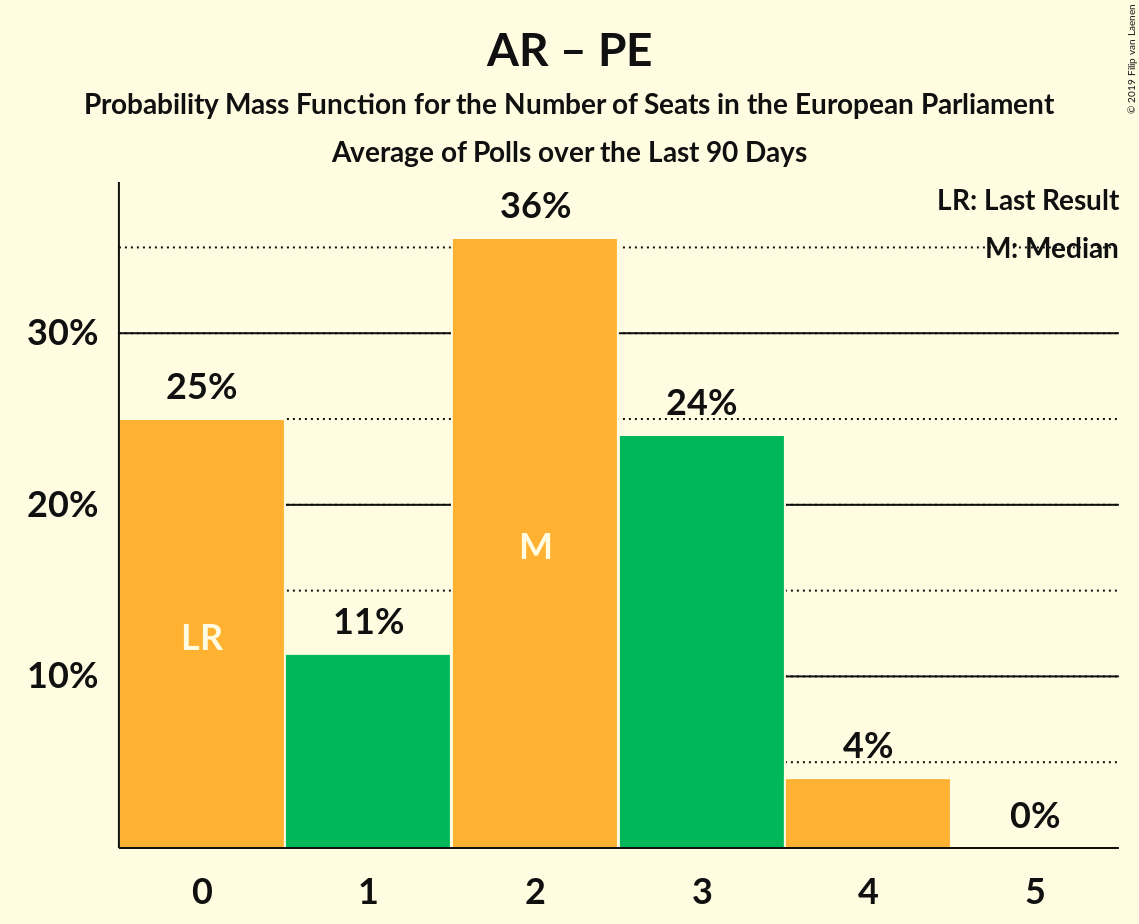 AR – PE
Probability Mass Function for the Number of Seats in the European Parliament
Average of Polls over the Last 90 Days
© 2019 Filip van Laenen
LR: Last Result
M: Median
36%
30%
25%
24%
20%
M
LR
11%
10%
4%
0%
0 1 2 3 4 5